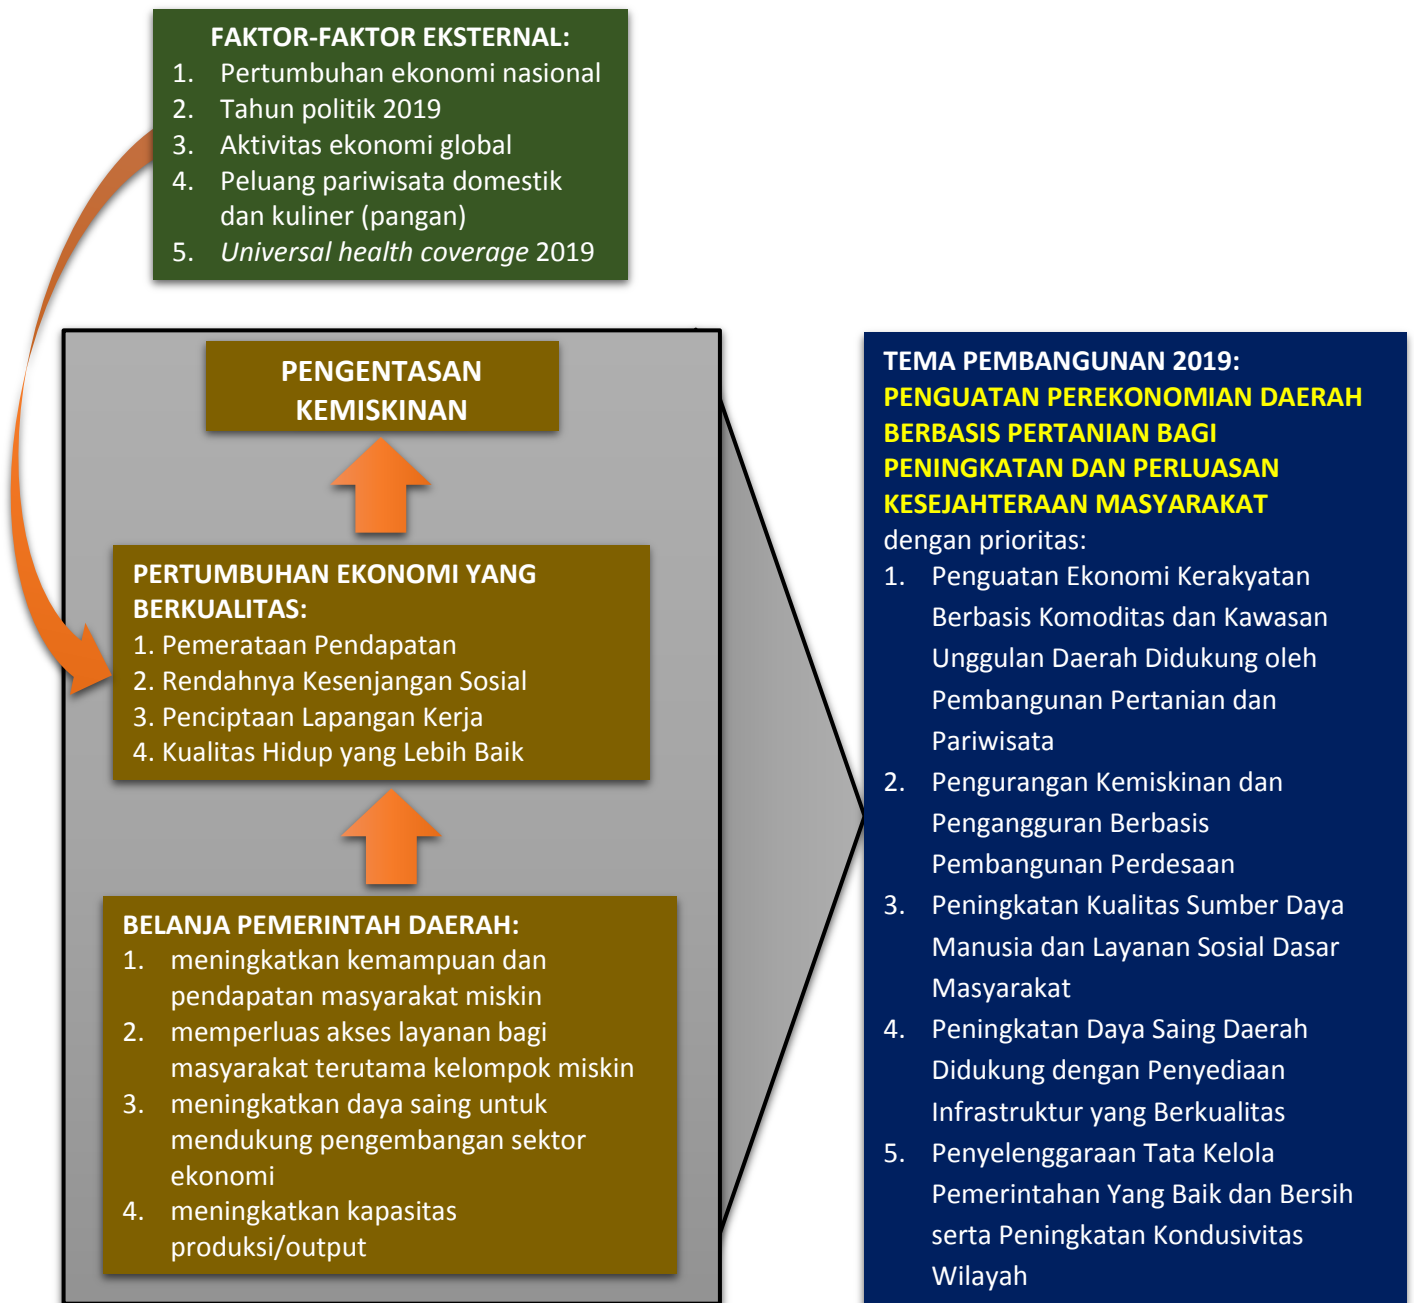 FAKTOR-FAKTOR EKSTERNAL:
1. Pertumbuhan ekonomi nasional
2. Tahun politik 2019
3. Aktivitas ekonomi global
4. Peluang pariwisata domestik
dan kuliner (pangan)
5. Universal health coverage 2019
PENGENTASAN
KEMISKINAN
PERTUMBUHAN EKONOMI YANG
BERKUALITAS:
1. Pemerataan Pendapatan
2. Rendahnya Kesenjangan Sosial
3. Penciptaan Lapangan Kerja
4. Kualitas Hidup yang Lebih Baik
BELANJA PEMERINTAH DAERAH:
1. meningkatkan kemampuan dan
pendapatan masyarakat miskin
2. memperluas akses layanan bagi
masyarakat terutama kelompok miskin
3. meningkatkan daya saing untuk
mendukung pengembangan sektor
ekonomi
4. meningkatkan kapasitas
produksi/output
TEMA PEMBANGUNAN 2019:
PENGUATAN PEREKONOMIAN DAERAH
BERBASIS PERTANIAN BAGI
PENINGKATAN DAN PERLUASAN
KESEJAHTERAAN MASYARAKAT
dengan prioritas:
1. Penguatan Ekonomi Kerakyatan
Berbasis Komoditas dan Kawasan
Unggulan Daerah Didukung oleh
Pembangunan Pertanian dan
Pariwisata
2. Pengurangan Kemiskinan dan
Pengangguran Berbasis
Pembangunan Perdesaan
3. Peningkatan Kualitas Sumber Daya
Manusia dan Layanan Sosial Dasar
Masyarakat
4. Peningkatan Daya Saing Daerah
Didukung dengan Penyediaan
Infrastruktur yang Berkualitas
5. Penyelenggaraan Tata Kelola
Pemerintahan Yang Baik dan Bersih
serta Peningkatan Kondusivitas
Wilayah